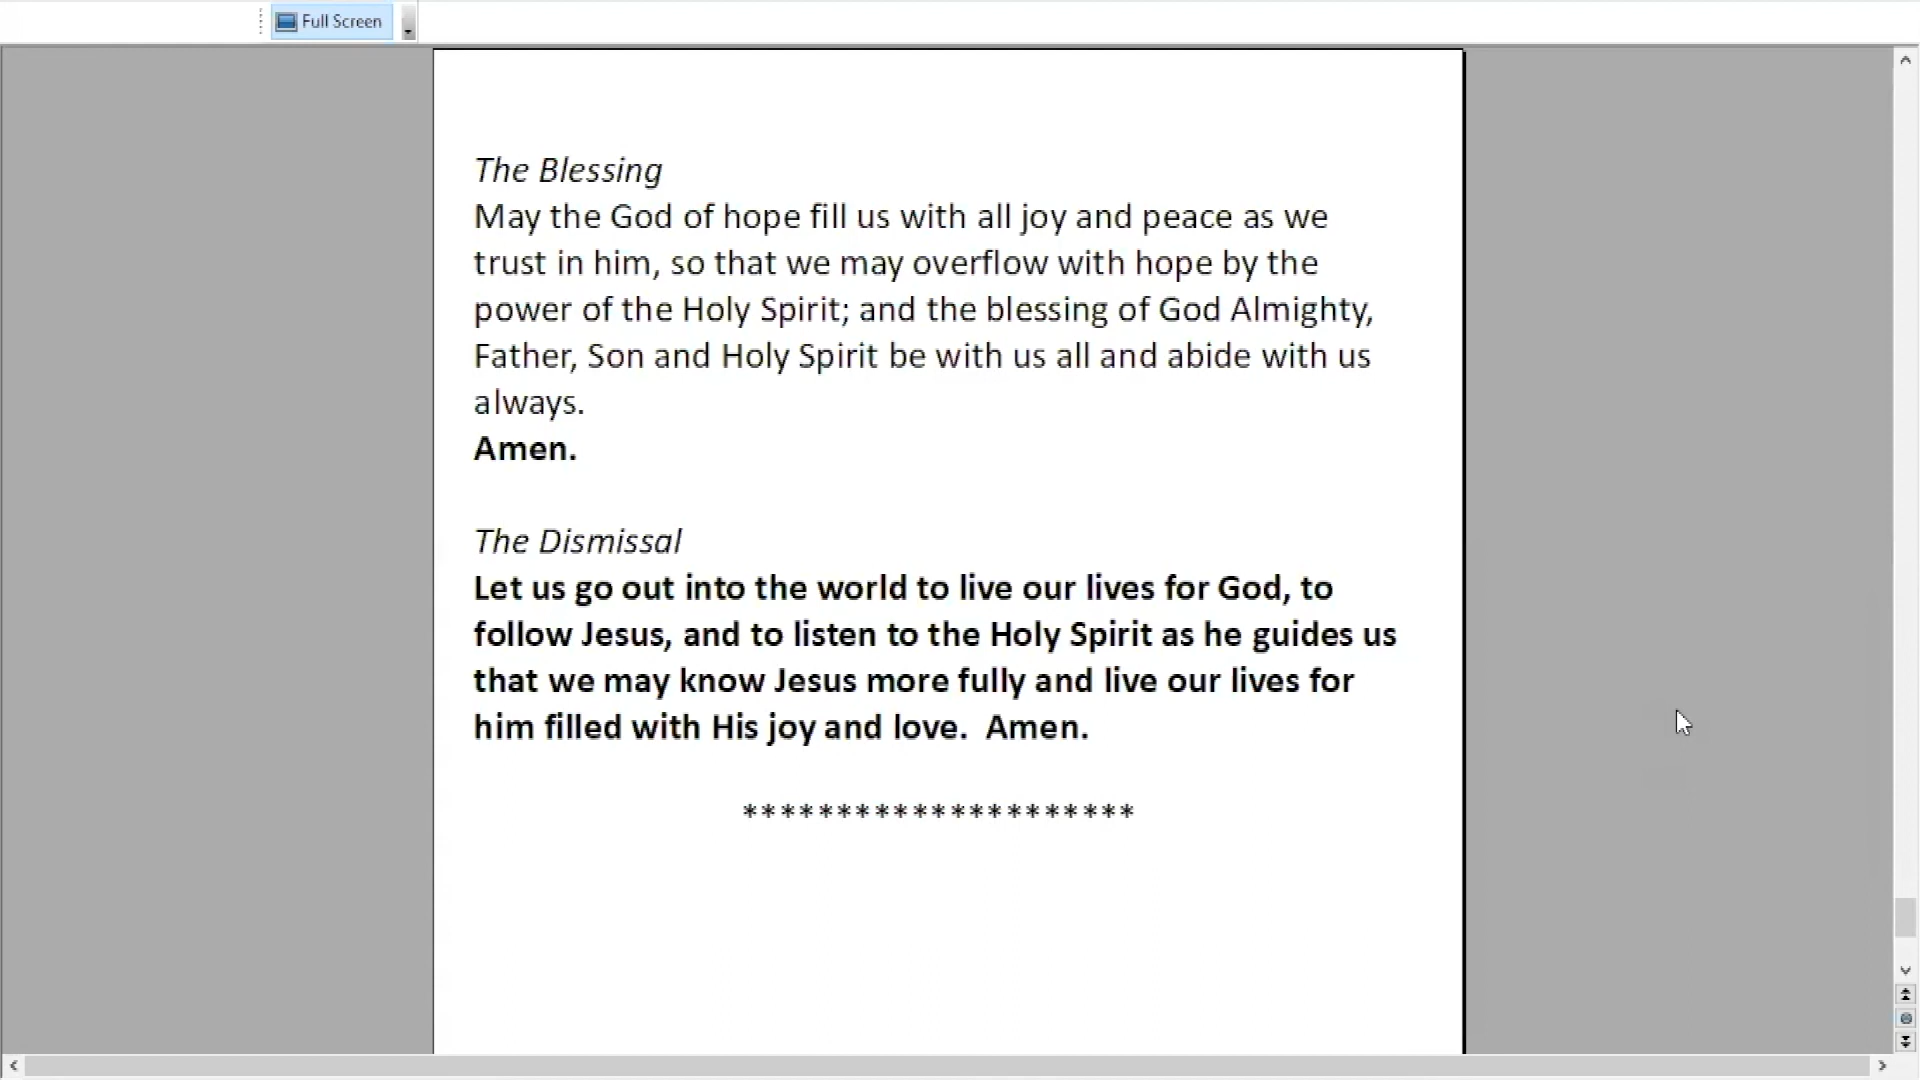 Full Screen
The Blessing
May the God of hope fill us with all joy and peace as we
trust in him, so that we may overflow with hope by the
power of the Holy Spirit; and the blessing of God Almighty,
Father, Son and Holy Spirit be with us all and abide with us
always.
Amen.
The Dismissal
Let us go out into the world to live our lives for God, to
follow Jesus, and to listen to the Holy Spirit as he guides us
that we may know Jesus more fully and live our lives for
him filled with His joy and love.  Amen.
*********************